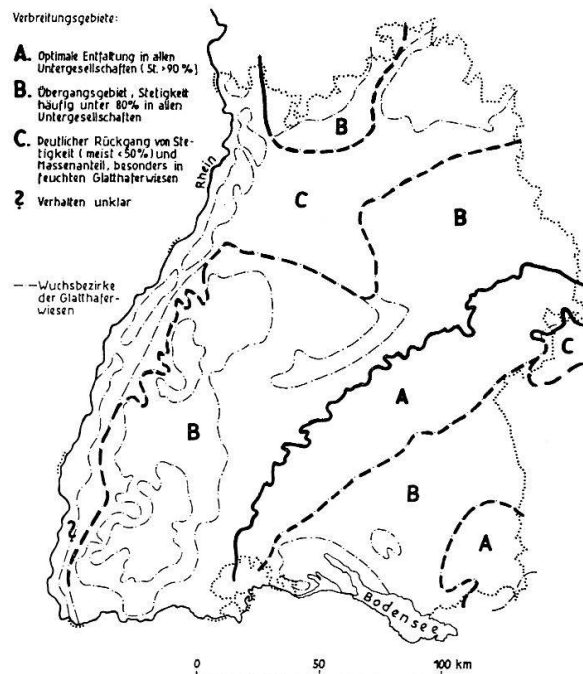 Verbreitungsgebiete:
A. Optimale Entfaltung in allen
Untergesellschaften (St. >90 %)
B. Übergangsgebiet, Stetigkeit
häufig unter 80% in allen
Untergesellschaften
C. Deutlicher Rückgang von Ste-
tigkeit (meist <50%) und
Massenanteil, besonders in
feuchten Glatthaferwiesen
? Verhalten unklar
Wuchsbezirke
der Glatthafer-
wiesen
Rhein
B
C
B
C
A
B
B
A
?
Bodensee
0 50 100 km